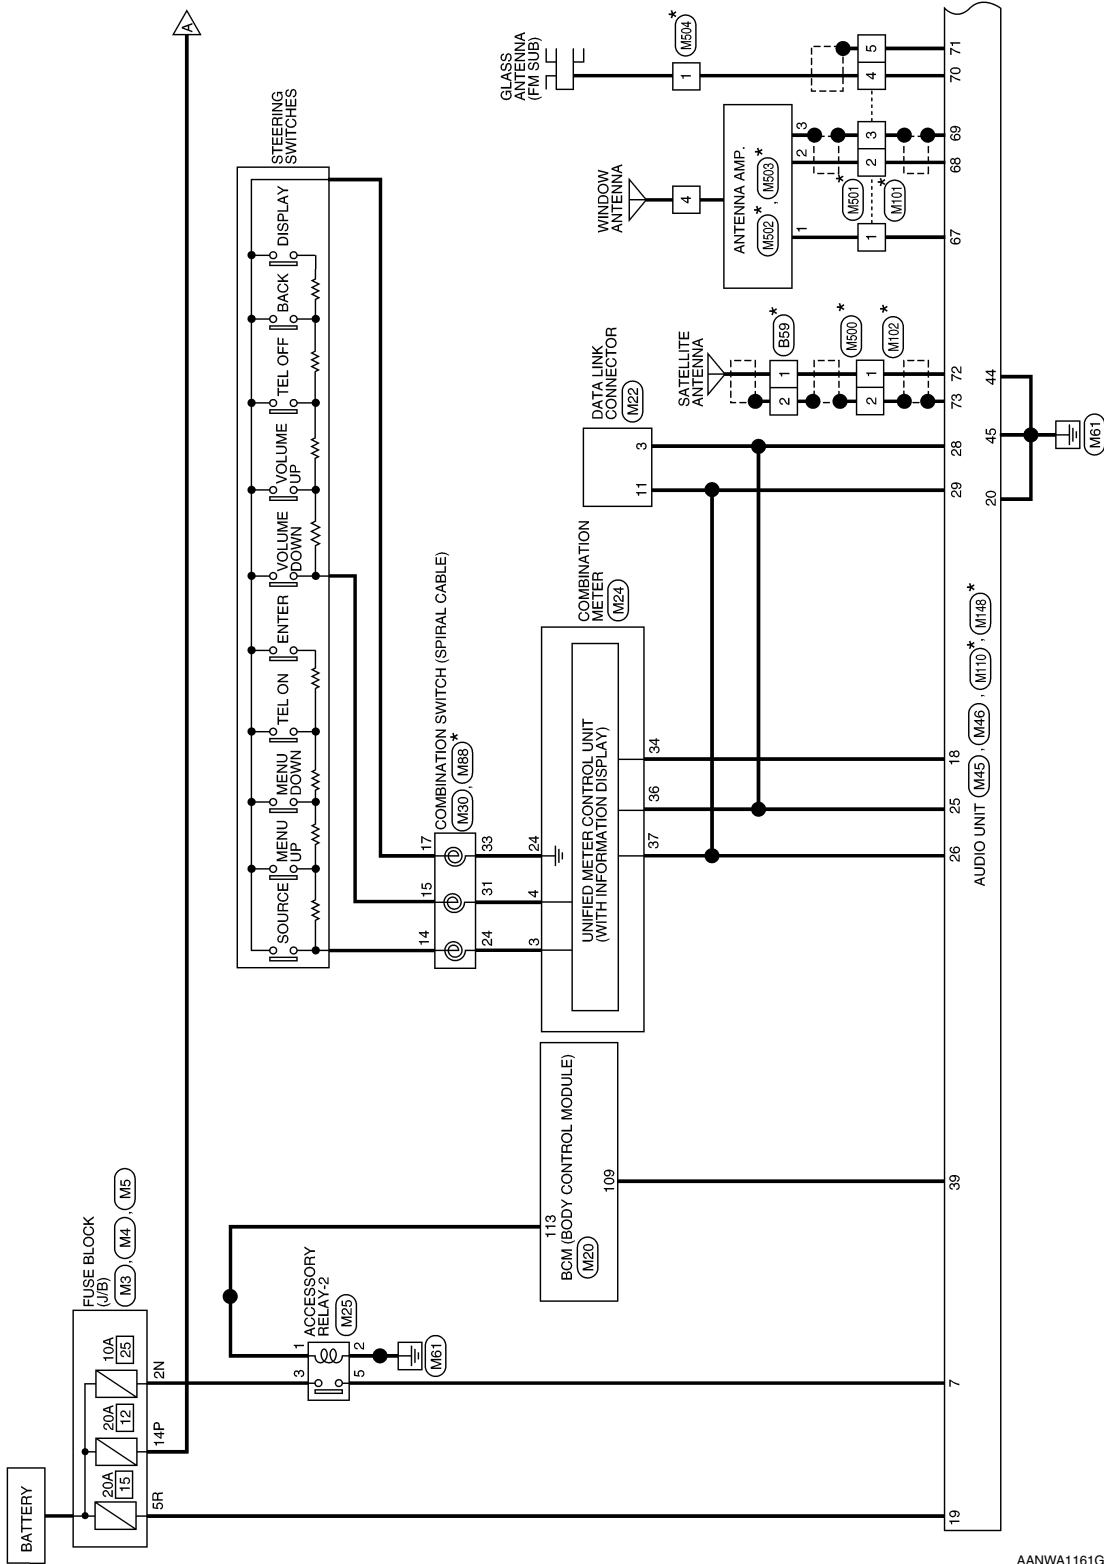 BATTERY
FUSE BLOCK
(J/B)
M3 , M4 , M5
20A
15
20A
12
10A
25
5R
14P
2N
A
ACCESSORY
RELAY-2
M25
1
3
2
5
M61
113
BCM (BODY CONTROL MODULE)
M20
109
STEERING
SWITCHES
SOURCE
MENU
UP
MENU
DOWN
TEL ON
ENTER
VOLUME
DOWN
VOLUME
UP
TEL OFF
BACK
DISPLAY
COMBINATION SWITCH (SPIRAL CABLE)
M30 , M88 *
14
15
17
24
31
33
3
4
24
COMBINATION
METER
M24
UNIFIED METER CONTROL UNIT
(WITH INFORMATION DISPLAY)
37
36
34
DATA LINK
CONNECTOR
M22
11
3
SATELLITE
ANTENNA
2
1
B59 *
M500 *
2
1
M102 *
WINDOW
ANTENNA
4
ANTENNA AMP.
M502 * , M503 *
1
2
3
M501 *
M101 *
1
2
3
4
5
GLASS
ANTENNA
(FM SUB)
1
M504 *
19
7
39
26
25
18
29
28
73
72
67
68
69
70
71
AUDIO UNIT M45 , M46 , M110 * , M148 *
20
45
44
M61
AANWA1161G